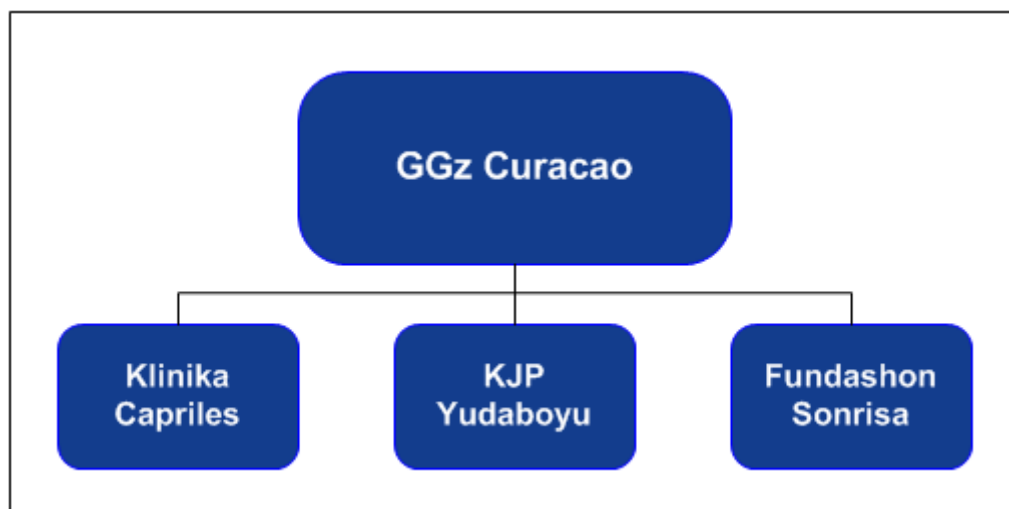 GGz Curacao
Klinika
Capriles
KJP
Yudaboyu
Fundashon
Sonrisa